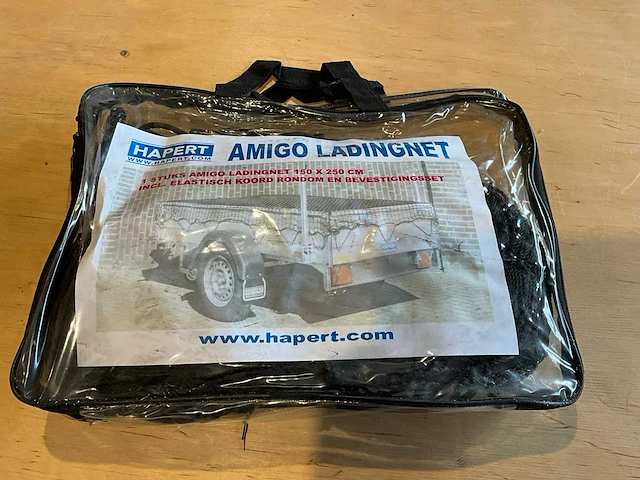 HAPERT
WWW.HAPERT.COM
AMIGO LADINGNET
1 STUKS AMIGO LADINGNET 150 X 250 CM
INCL. ELASTISCH KOORD RONDOM EN BEVESTIGINGSSET
www.hapert.com